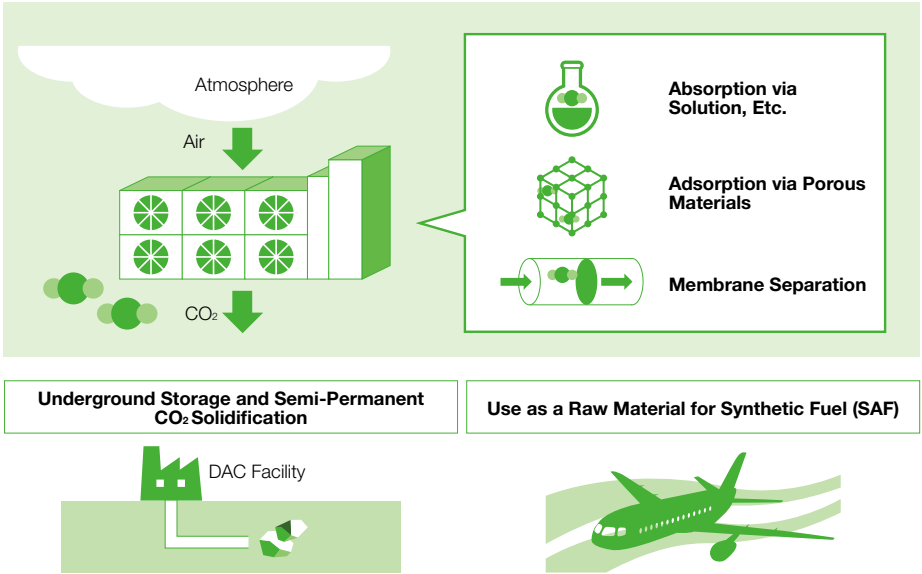 Atmosphere
Air
CO₂
Absorption via
Solution, Etc.
Adsorption via Porous
Materials
Membrane Separation
Underground Storage and Semi-Permanent
CO₂ Solidification
DAC Facility
Use as a Raw Material for Synthetic Fuel (SAF)